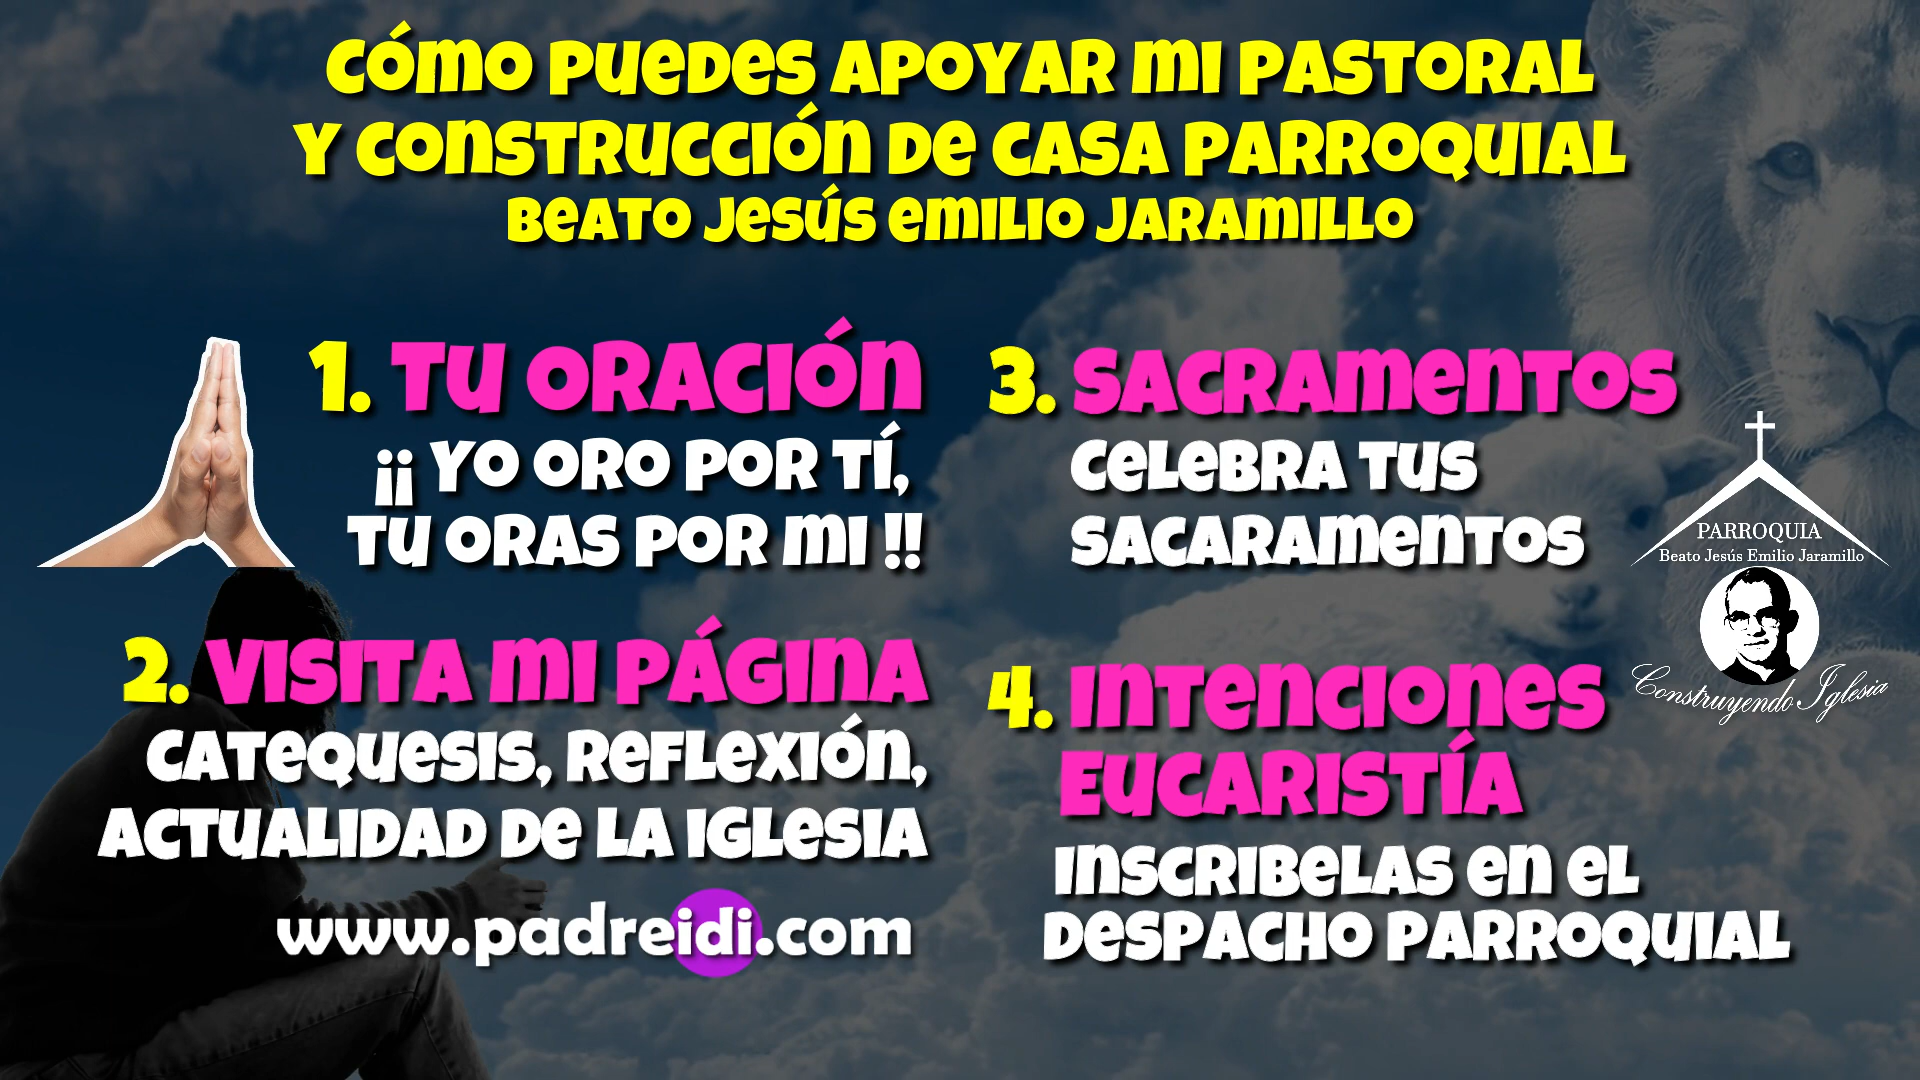 CÓMO PUEDES APOYAR MI PASTORAL
Y CONSTRUCCIÓN DE CASA PARROQUIAL
BEATO JESÚS EMILIO JARAMILLO
1. TU ORACIÓN
¡¡ YO ORO POR TÍ,
TU ORAS POR MI !!
2. VISITA MI PÁGINA
CATEQUESIS, REFLEXIÓN,
ACTUALIDAD DE LA IGLESIA
www.padreidi.com
3. SACRAMENTOS
CELEBRA TUS
SACARAMENTOS
4. INTENCIONES
EUCARISTÍA
INSCRIBELAS EN EL
DESPACHO PARROQUIAL
PARROQUIA
Beato Jesús Emilio Jaramillo
Construyendo Iglesia